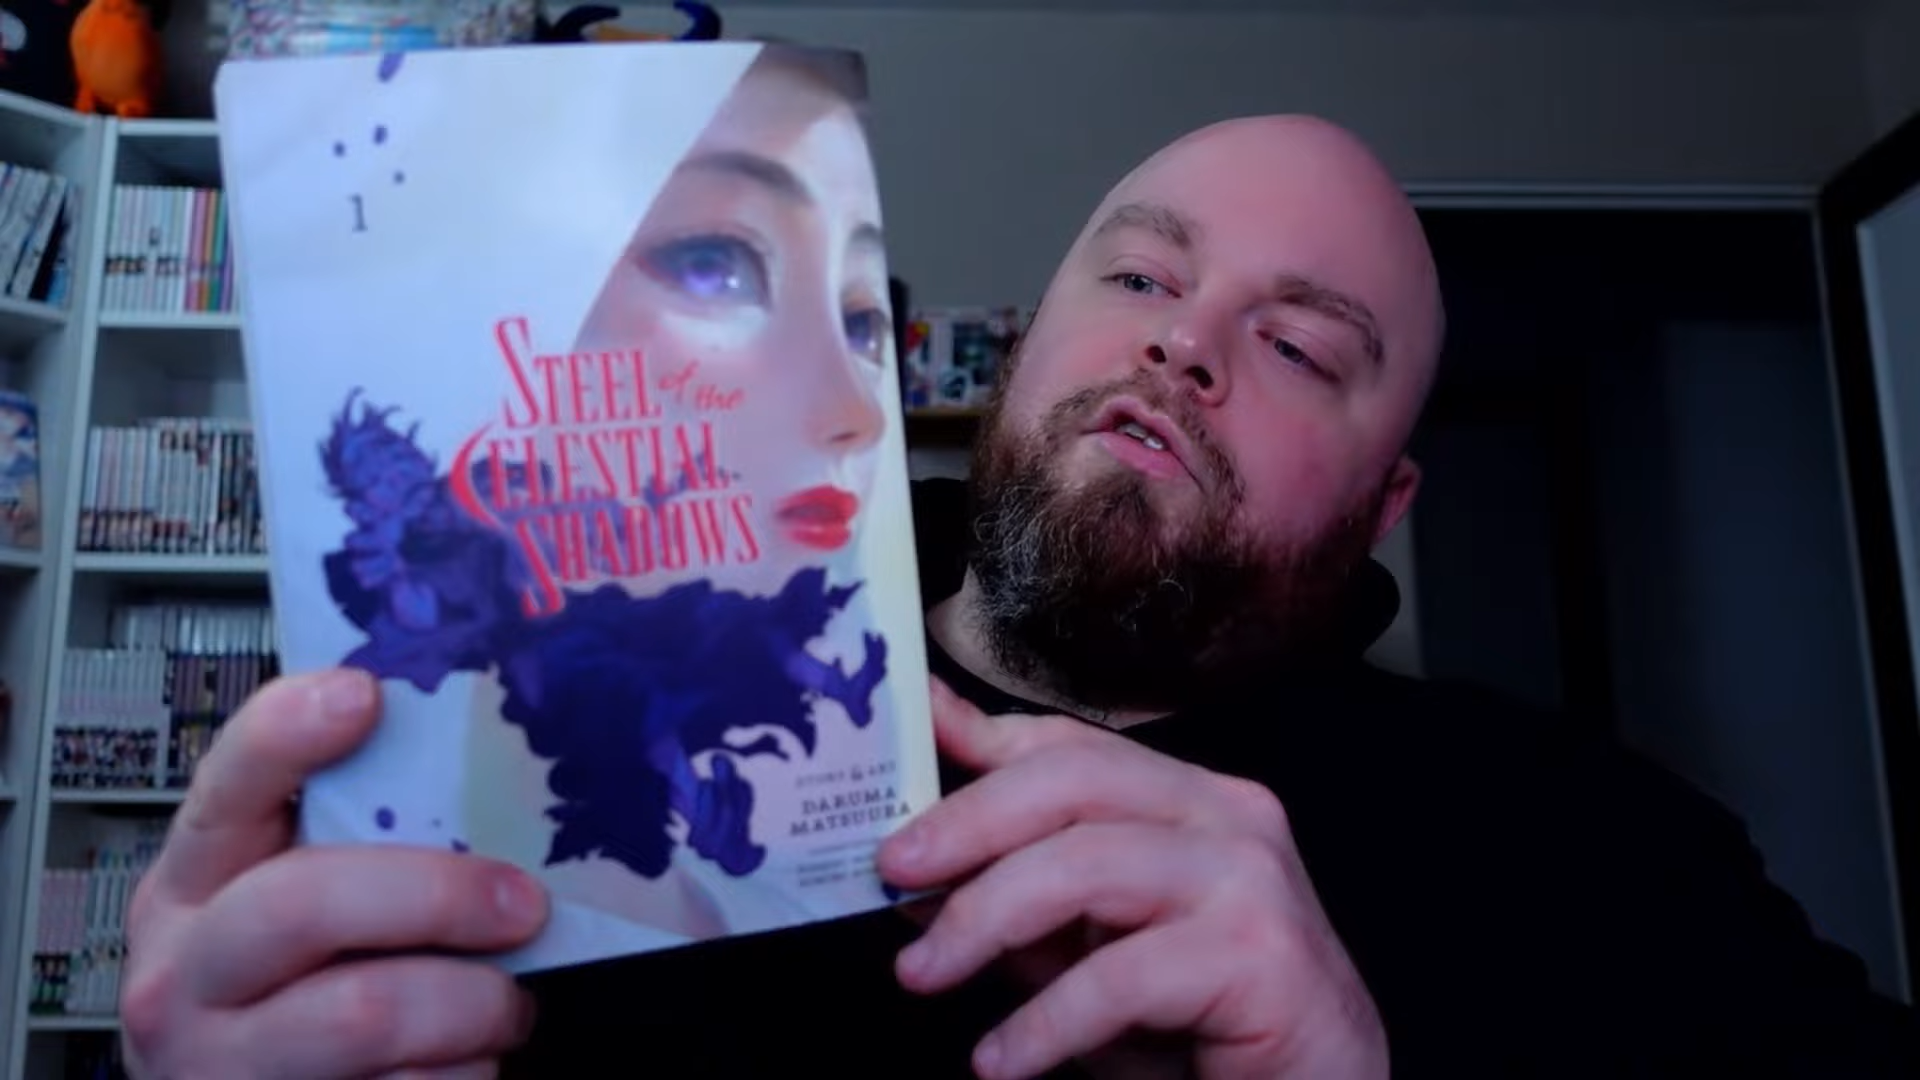 1
STEEL of the
CELESTIAL
SHADOWS
STORY & ART
DARUMA
MATSUURA